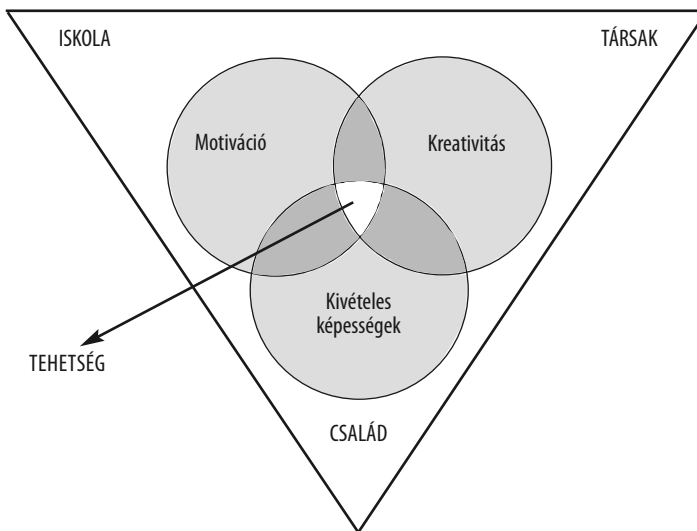 ISKOLA
TÁRSAK
Motiváció
Kreativitás
Kivételes
képességek
TEHETSÉG
CSALÁD